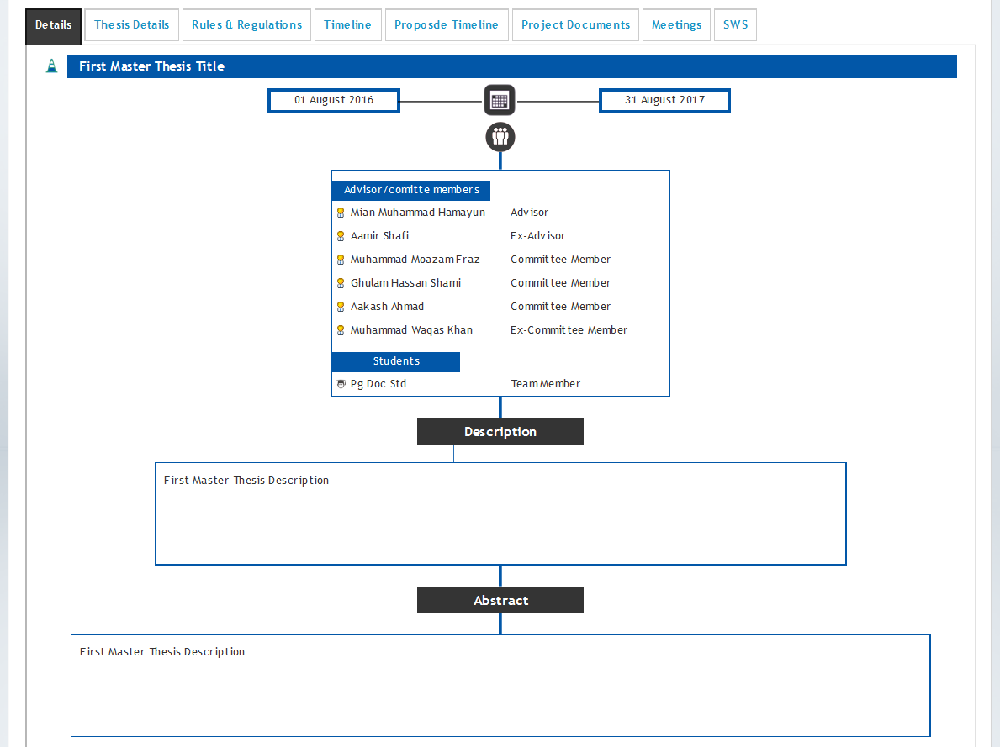 Details Thesis Details Rules & Regulations Timeline Proposde Timeline Project Documents Meetings SWS
First Master Thesis Title
01 August 2016 31 August 2017
Advisor/comitte members
Mian Muhammad Hamayun Advisor
Aamir Shafi Ex-Advisor
Muhammad Moazam Fraz Committee Member
Ghulam Hassan Shami Committee Member
Aakash Ahmad Committee Member
Muhammad Waqas Khan Ex-Committee Member
Students
Pg Doc Std Team Member
Description
First Master Thesis Description
Abstract
First Master Thesis Description